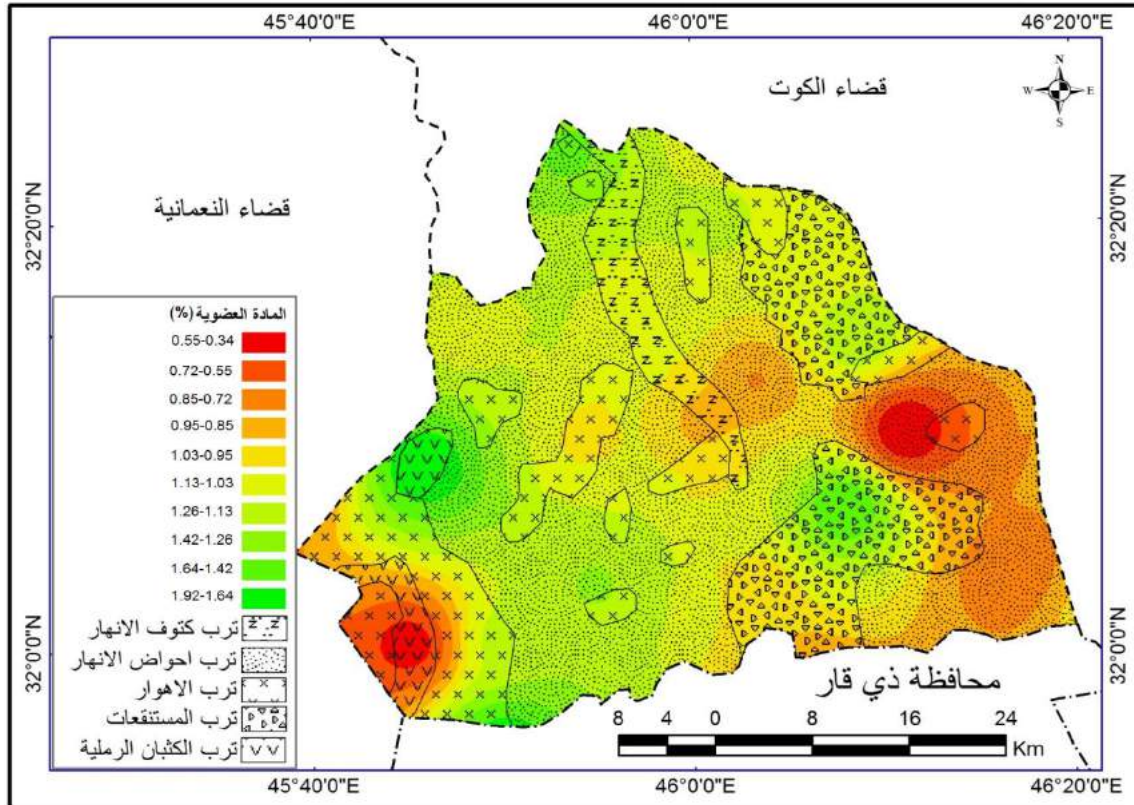 45°40'0"E
46°0'0"E
46°20'0"E
قضاء الكوت
N
W
E
S
قضاء النعمانية
32°20'0"N
32°20'0"N
المادة العضوية (%)
0.55-0.34
0.72-0.55
0.85-0.72
0.95-0.85
1.03-0.95
1.13-1.03
1.26-1.13
1.42-1.26
1.64-1.42
1.92-1.64
ترب كتوف الانهار
ترب احواض الانهار
ترب الاهوار
ترب المستنقعات
ترب الكثبان الرملية
32°0'0"N
32°0'0"N
محافظة ذي قار
8 4 0 8 16 24
Km
45°40'0"E
46°0'0"E
46°20'0"E